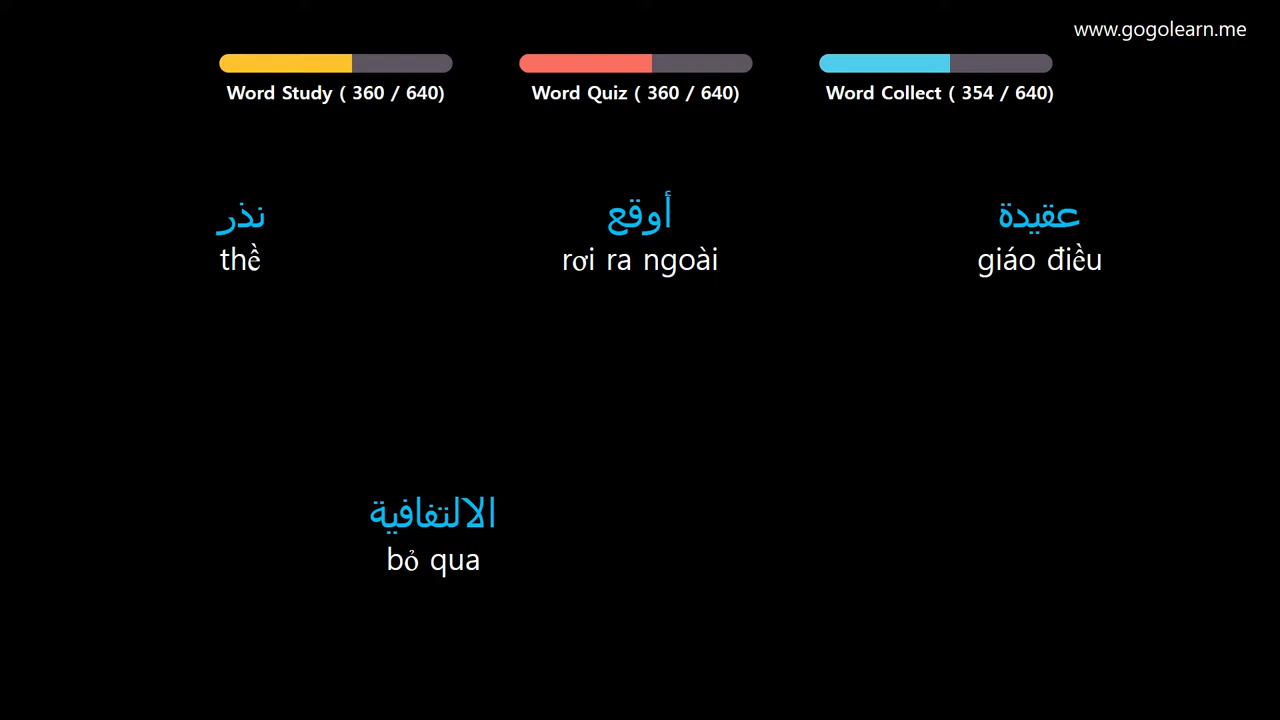 www.gogolearn.me
Word Study ( 360 / 640)
Word Quiz ( 360 / 640)
Word Collect ( 354 / 640)
نذر
thề
أوقع
rơi ra ngoài
عقيدة
giáo điều
الالتفافية
bỏ qua